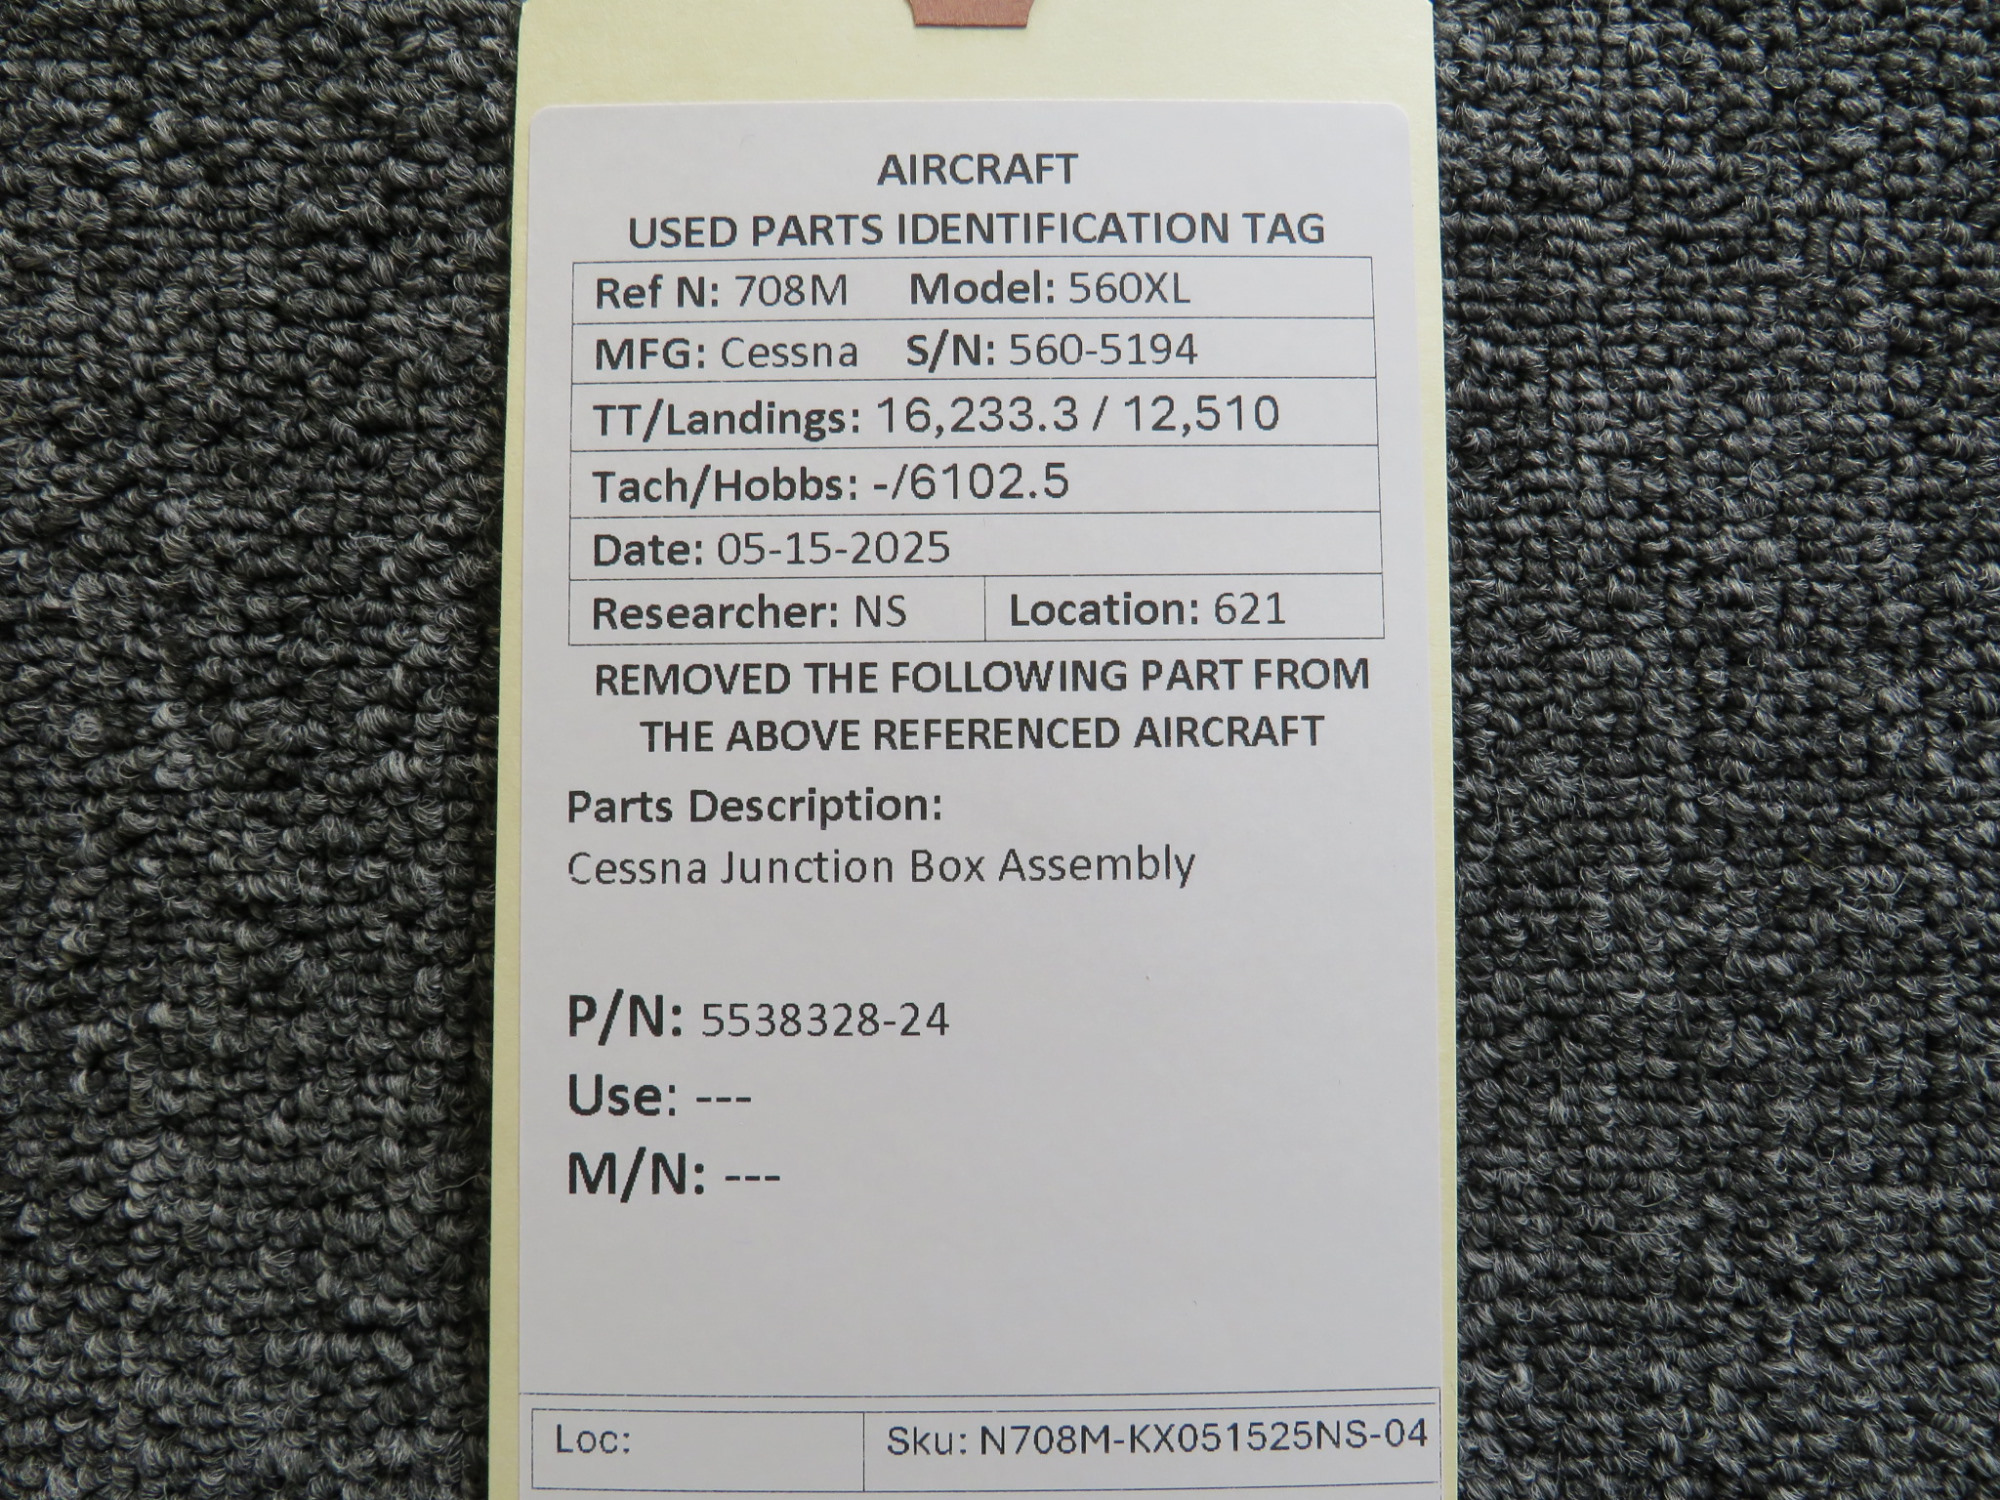 AIRCRAFT
USED PARTS IDENTIFICATION TAG
Ref N: 708M Model: 560XL
MFG: Cessna S/N: 560-5194
TT/Landings: 16,233.3 / 12,510
Tach/Hobbs: -/6102.5
Date: 05-15-2025
Researcher: NS Location: 621
REMOVED THE FOLLOWING PART FROM
THE ABOVE REFERENCED AIRCRAFT
Parts Description:
Cessna Junction Box Assembly
P/N: 5538328-24
Use: ---
M/N: ---
Loc: Sku: N708M-KX051525NS-04